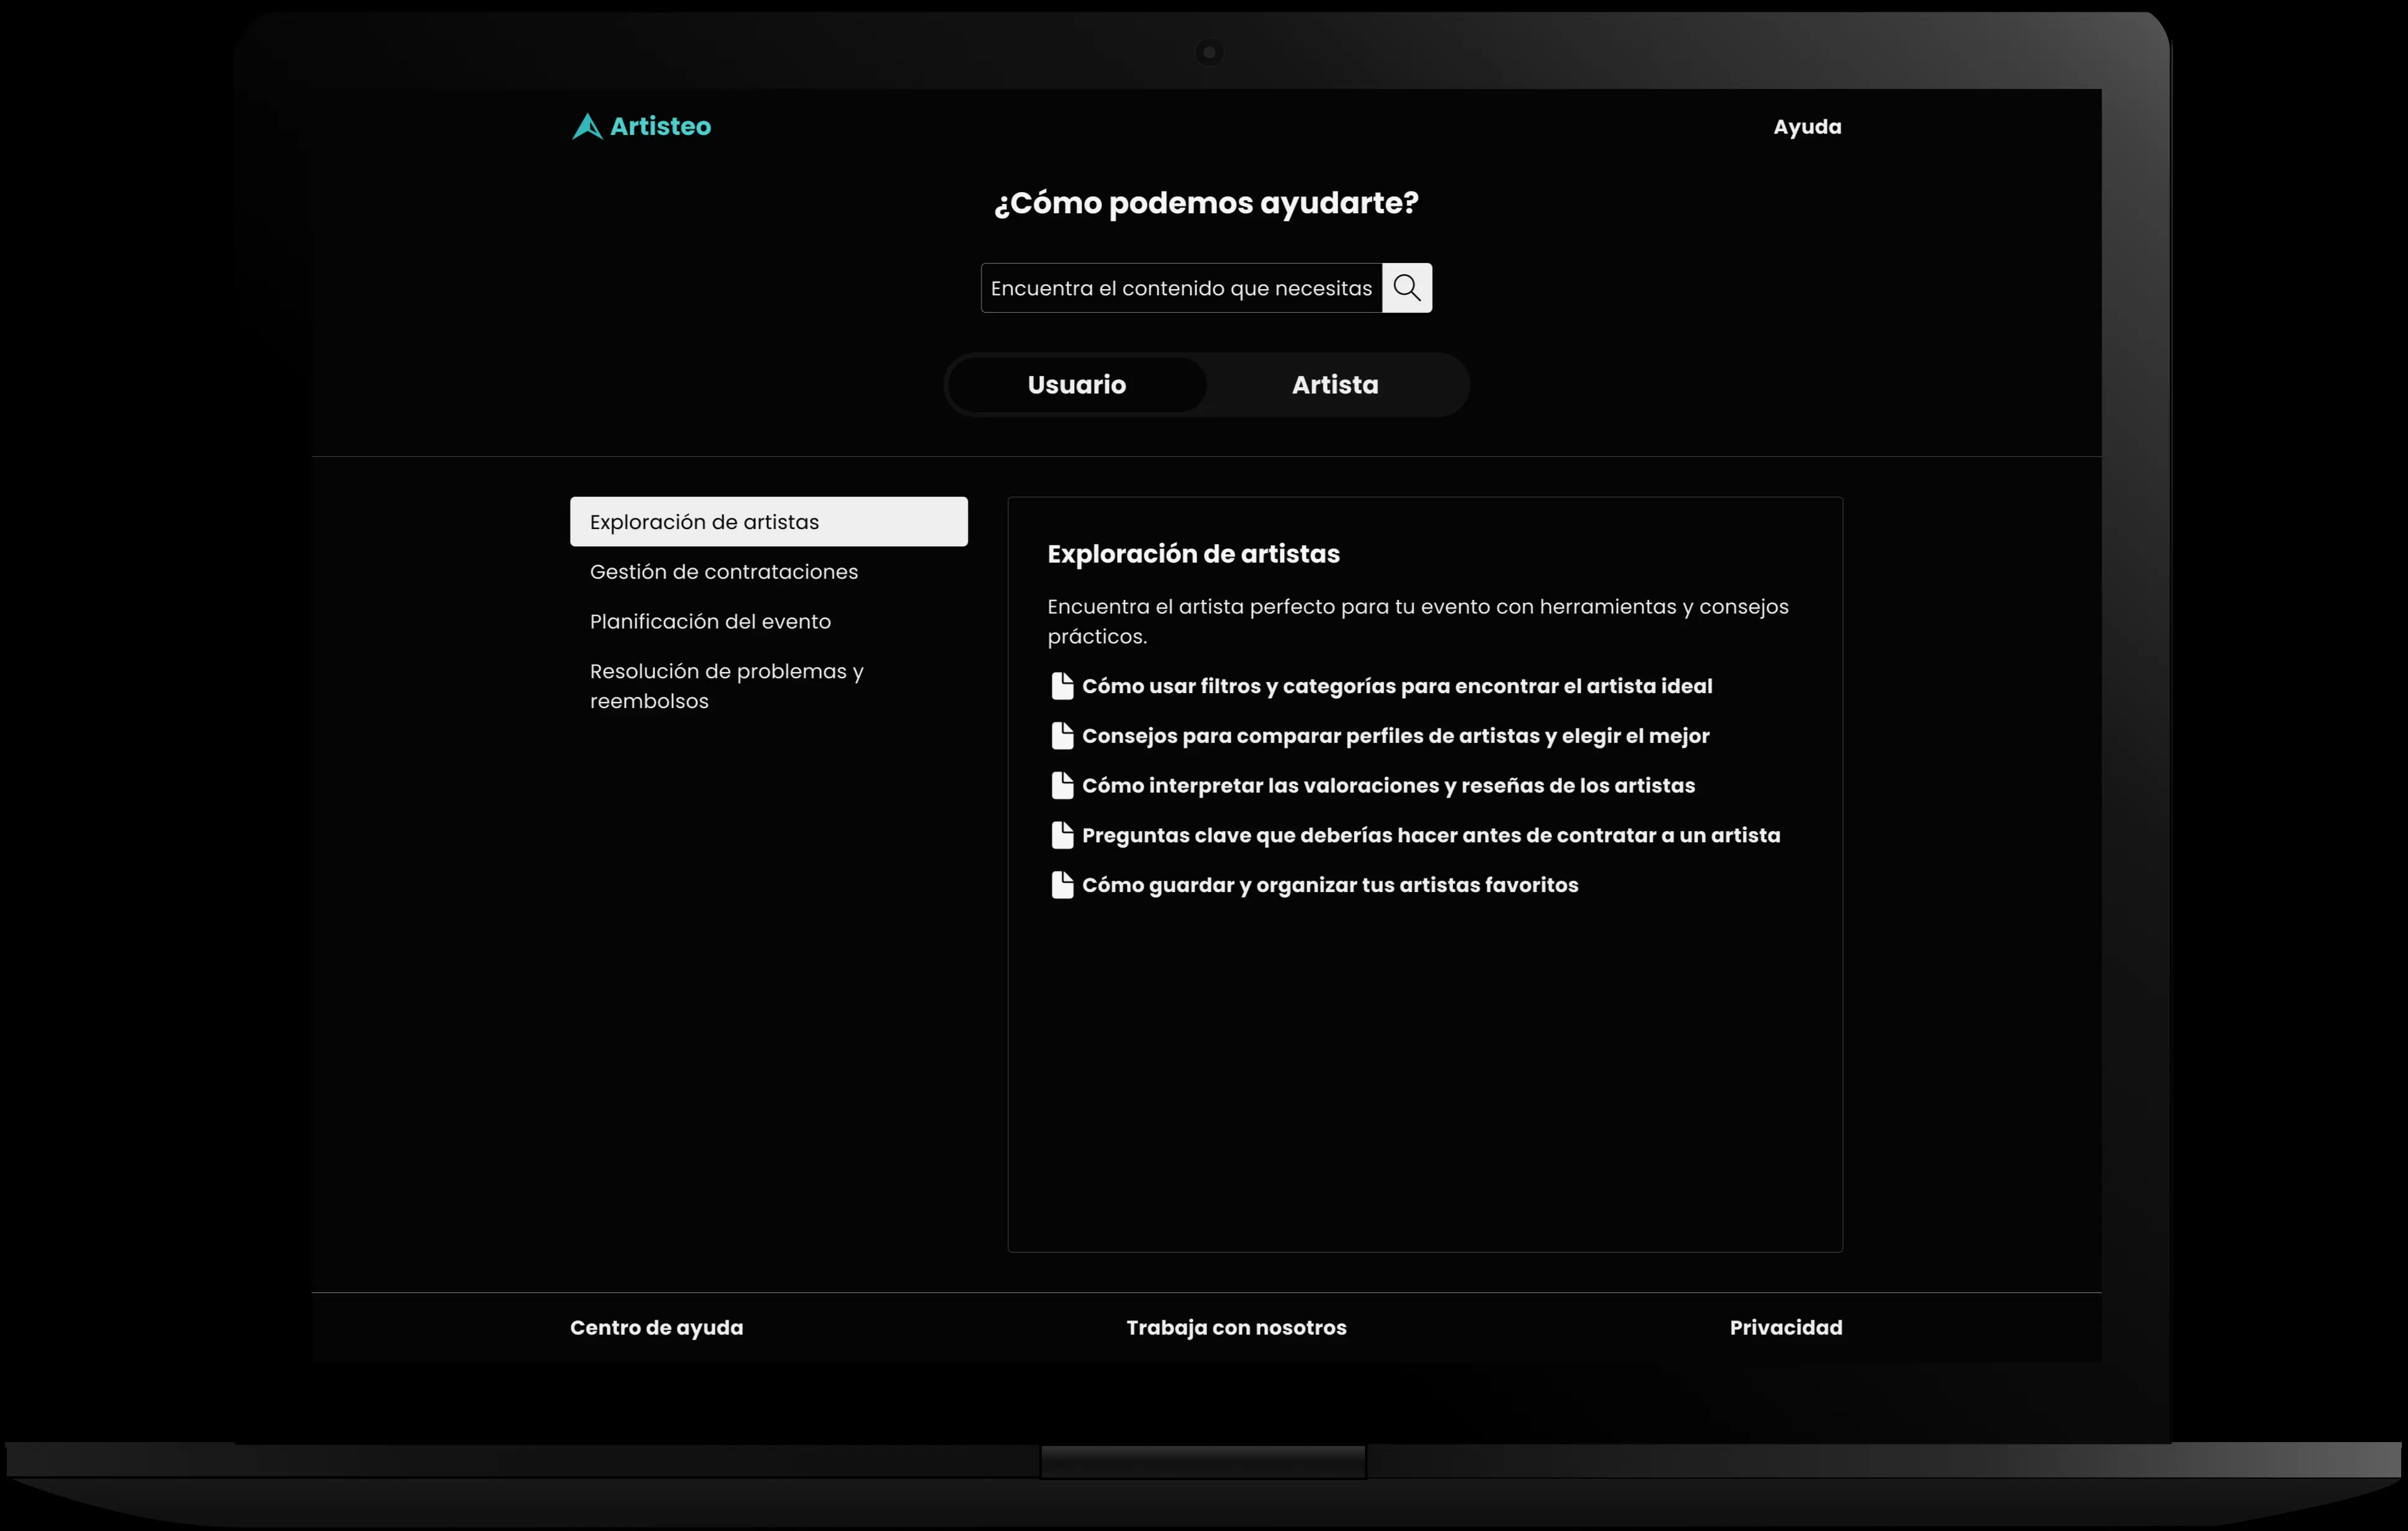 Artisteo
Ayuda
¿Cómo podemos ayudarte?
Encuentra el contenido que necesitas
Usuario
Artista
Exploración de artistas
Gestión de contrataciones
Planificación del evento
Resolución de problemas y
reembolsos
Exploración de artistas
Encuentra el artista perfecto para tu evento con herramientas y consejos
prácticos.
Cómo usar filtros y categorías para encontrar el artista ideal
Consejos para comparar perfiles de artistas y elegir el mejor
Cómo interpretar las valoraciones y reseñas de los artistas
Preguntas clave que deberías hacer antes de contratar a un artista
Cómo guardar y organizar tus artistas favoritos
Centro de ayuda
Trabaja con nosotros
Privacidad